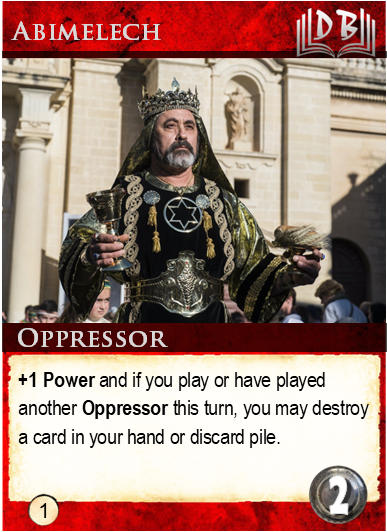 Abimelech
DB
Oppressor
+1 Power and if you play or have played
another Oppressor this turn, you may destroy
a card in your hand or discard pile.
1
2